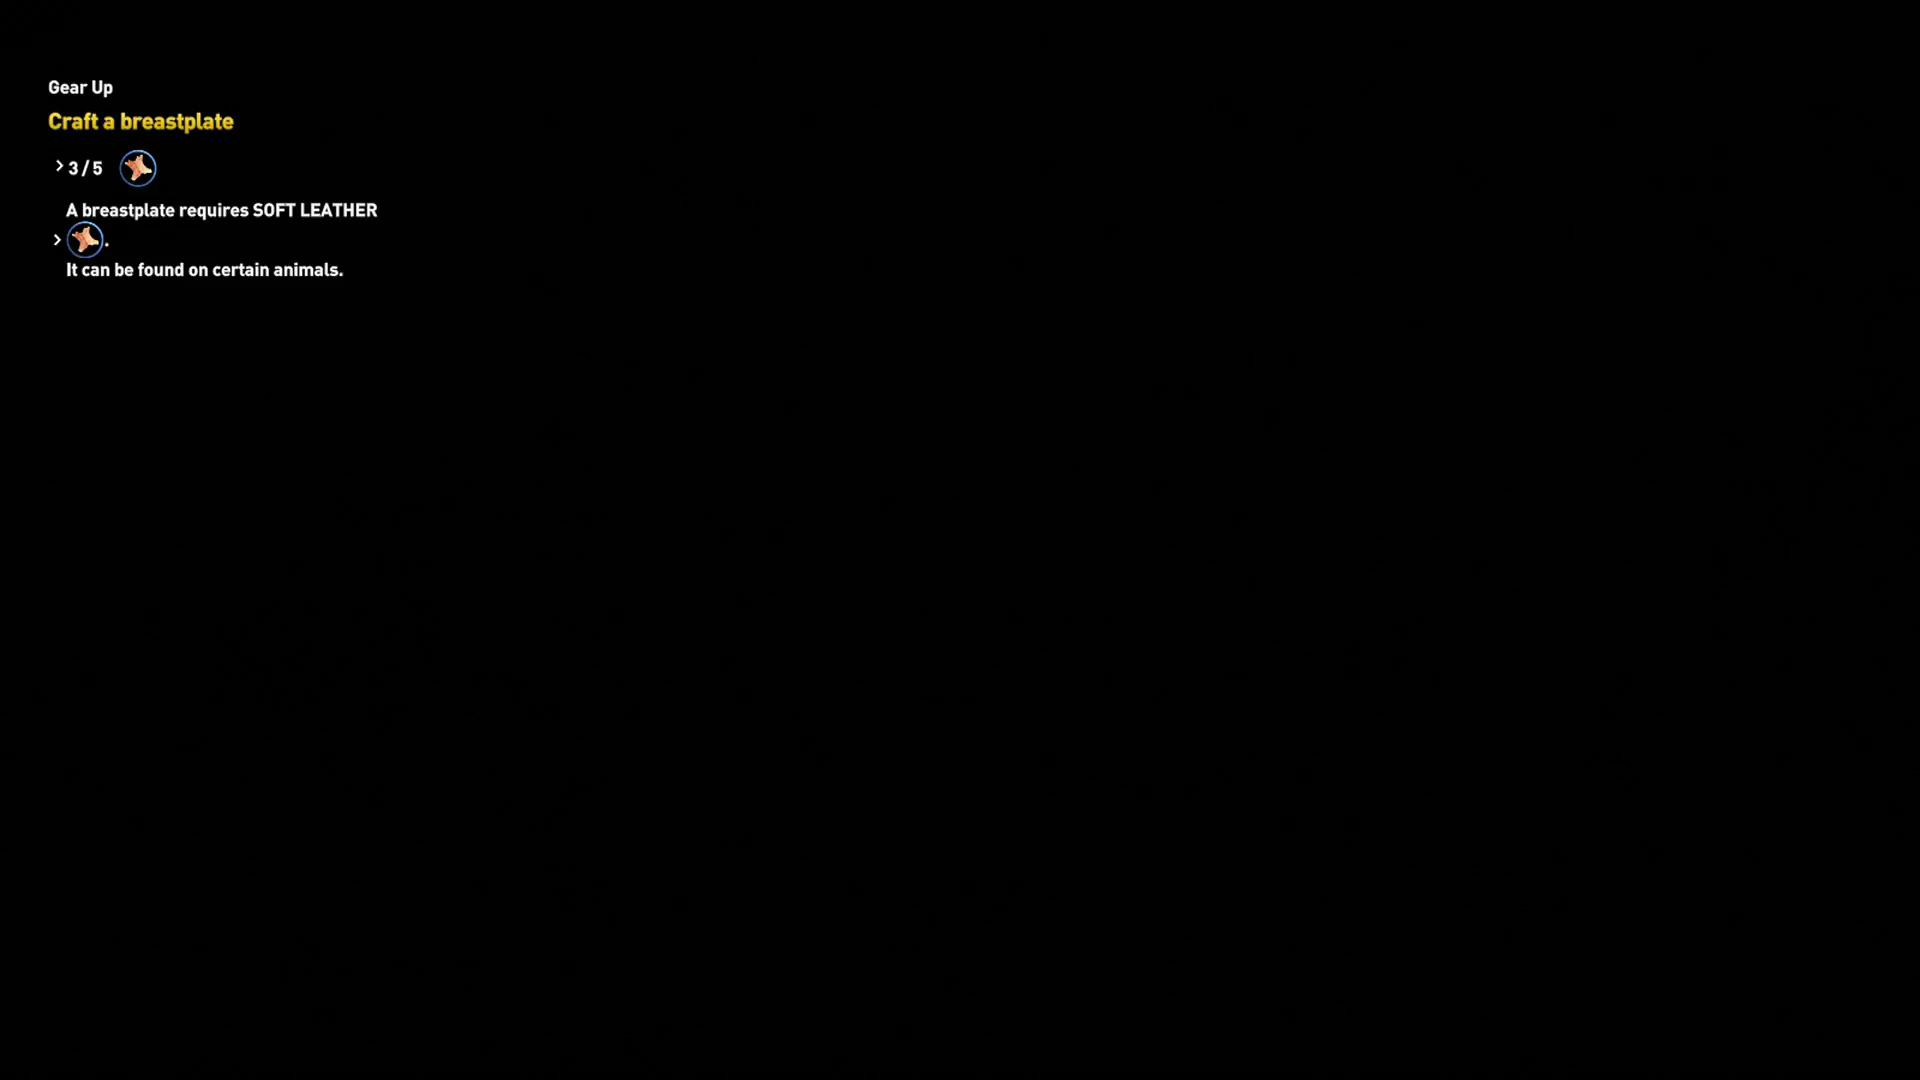 Gear Up
Craft a breastplate
> 3 / 5
A breastplate requires SOFT LEATHER
> .
It can be found on certain animals.